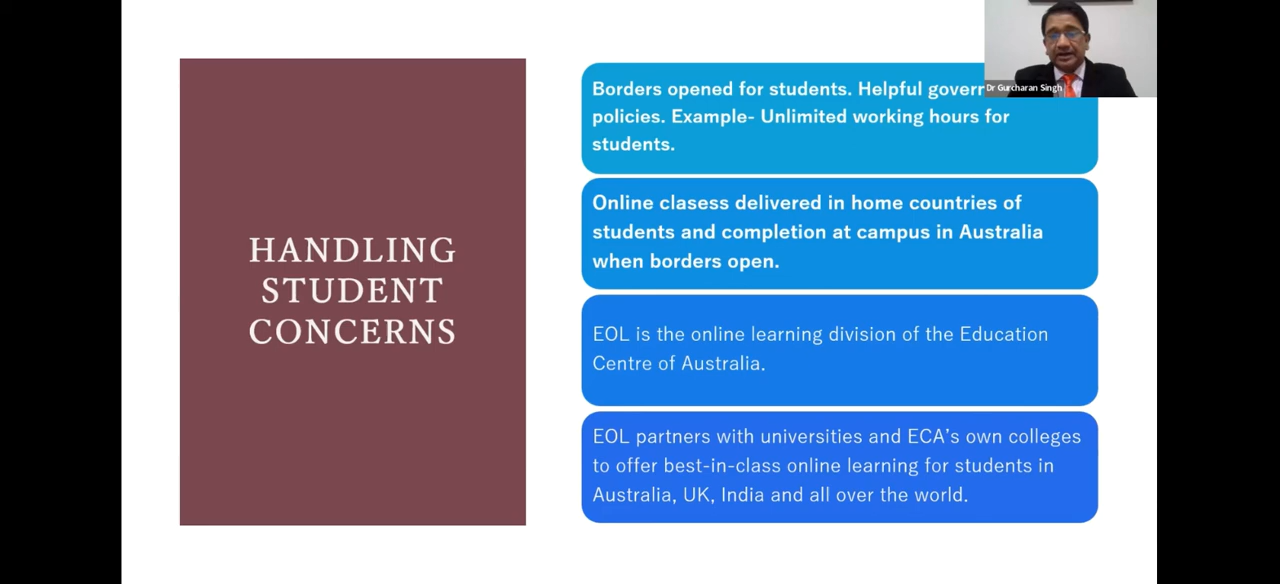 HANDLING
STUDENT
CONCERNS
Borders opened for students. Helpful
policies. Example- Unlimited working hours for
students.
Dr Gurcharan Singh
Online clasess delivered in home countries of
students and completion at campus in Australia
when borders open.
EOL is the online learning division of the Education
Centre of Australia.
EOL partners with universities and ECA's own colleges
to offer best-in-class online learning for students in
Australia, UK, India and all over the world.